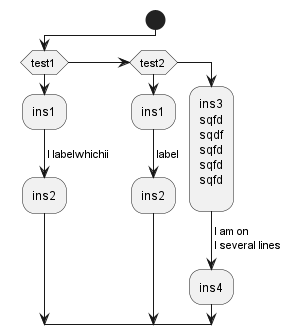 test1
test2
ins1
ins1
ins3
sqfd
sqdf
sqfd
sqfd
sqfd
I labelwhichii
label
ins2
ins2
I am on
I several lines
ins4